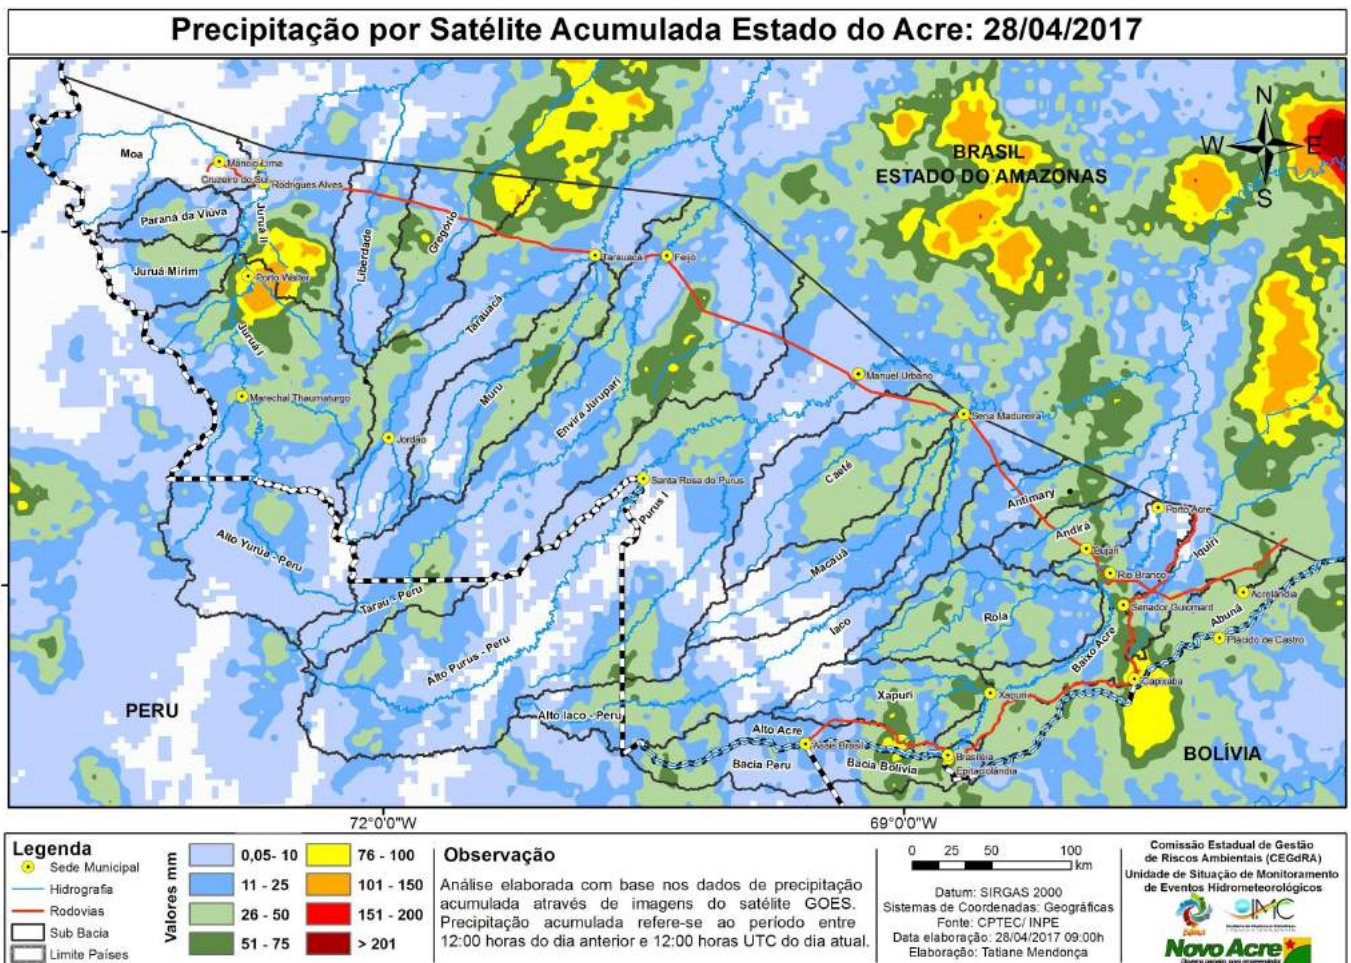 Precipitação por Satélite Acumulada Estado do Acre: 28/04/2017
N
W E
S
BRASIL
ESTADO DO AMAZONAS
Moa
Mâncio Lima
Cruzeiro do Sul
Rodrigues Alves
Paraná da Viúva
Juruá II
Liberdade
Gregório
Juruá Mirim
Porto Walter
Tarauacá
Feijó
Tarauacá
Juruá I
Marechal Thaumaturgo
Muru
Envira Jurupari
Jordão
Manuel Urbano
Sena Madureira
Santa Rosa do Purus
Purus I
Caeté
Antimary
Porto Acre
Andirá
Bujari
Iquiri
Alto Yurua - Peru
Macauã
Rio Branco
Tarau - Peru
Acrelândia
Senador Guiomard
Iaco
Rola
Abunã
Plácido de Castro
Baixo Acre
Alto Purus - Peru
Capixaba
Xapuri
Xapuri
PERU
Alto Iaco - Peru
Alto Acre
Assis Brasil
Brasiléia
Epitaciolândia
Bacia Peru
Bacia Bolívia
BOLÍVIA
72°0'0"W
69°0'0"W
Legenda
Sede Municipal
Hidrografia
Rodovias
Sub Bacia
Limite Países
Valores mm
0,05- 10
11 - 25
26 - 50
51 - 75
76 - 100
101 - 150
151 - 200
> 201
Observação
Análise elaborada com base nos dados de precipitação
acumulada através de imagens do satélite GOES.
Precipitação acumulada refere-se ao período entre
12:00 horas do dia anterior e 12:00 horas UTC do dia atual.
0 25 50 100
km
Datum: SIRGAS 2000
Sistemas de Coordenadas: Geográficas
Fonte: CPTEC/ INPE
Data elaboração: 28/04/2017 09:00h
Elaboração: Tatiane Mendonça
Comissão Estadual de Gestão
de Riscos Ambientais (CEGdRA)
Unidade de Situação de Monitoramento
de Eventos Hidrometeorológicos
IMC
Novo Acre